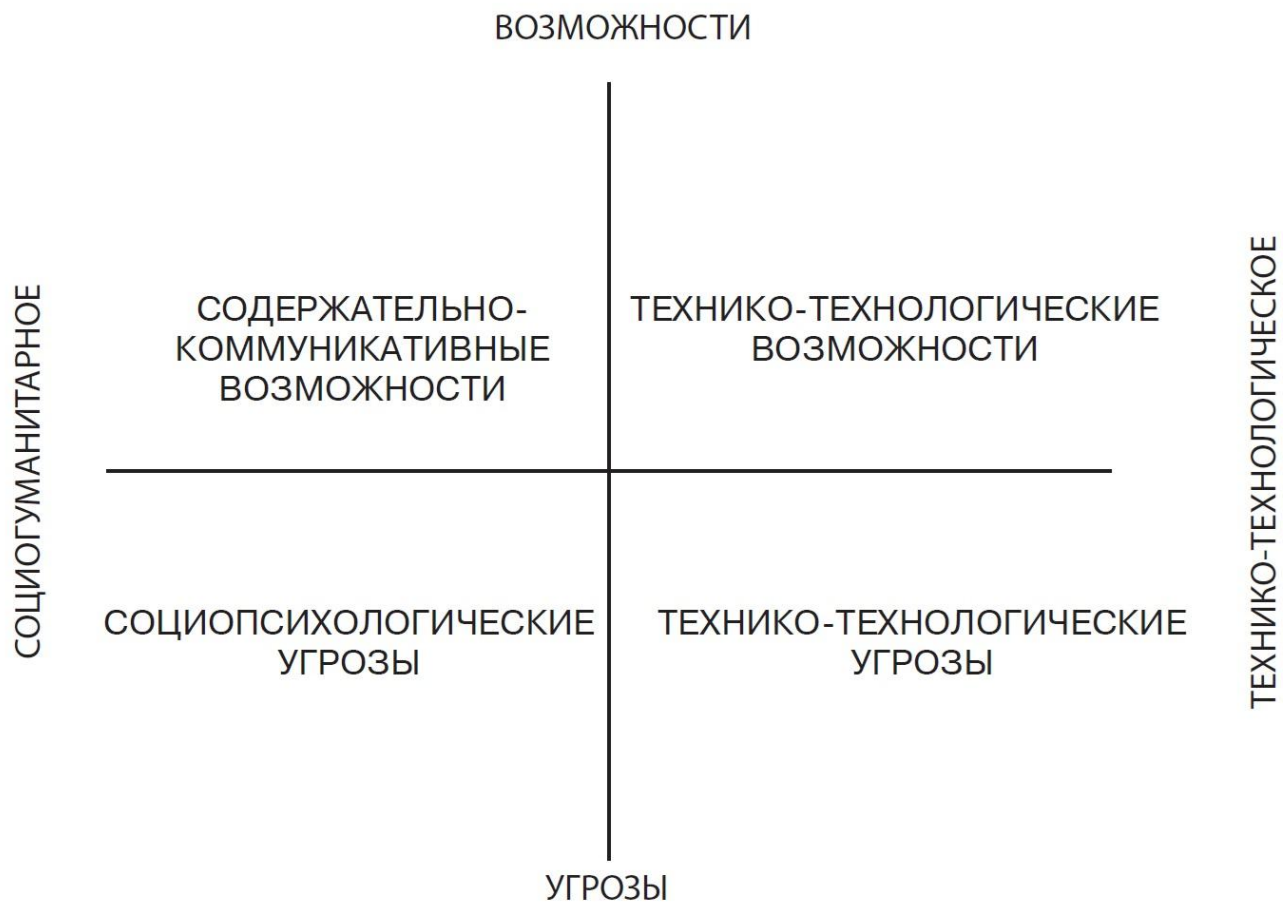 ВОЗМОЖНОСТИ
СОЦИОГУМАНИТАРНОЕ
СОДЕРЖАТЕЛЬНО-
КОММУНИКАТИВНЫЕ
ВОЗМОЖНОСТИ
ТЕХНИКО-ТЕХНОЛОГИЧЕСКИЕ
ВОЗМОЖНОСТИ
ТЕХНИКО-ТЕХНОЛОГИЧЕСКОЕ
СОЦИОПСИХОЛОГИЧЕСКИЕ
УГРОЗЫ
ТЕХНИКО-ТЕХНОЛОГИЧЕСКИЕ
УГРОЗЫ
УГРОЗЫ